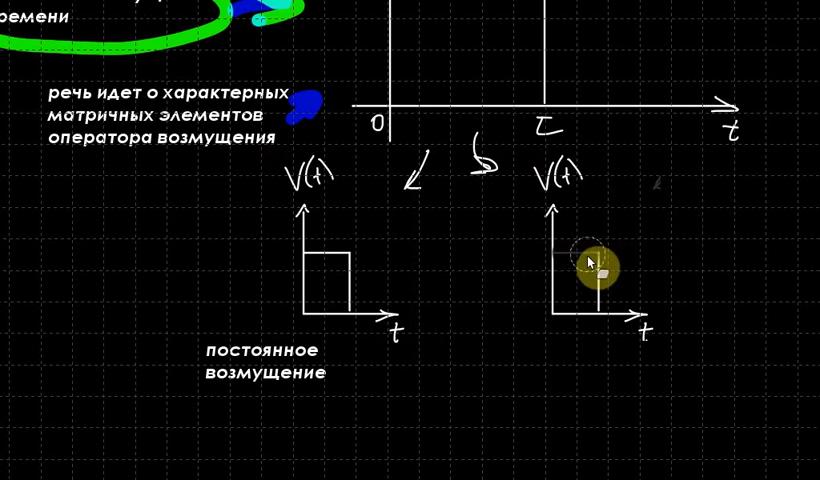 ремени
речь идет о характерных
матричных элементов
оператора возмущения
0 τ t
V(t) V(t)
t t
постоянное
возмущение